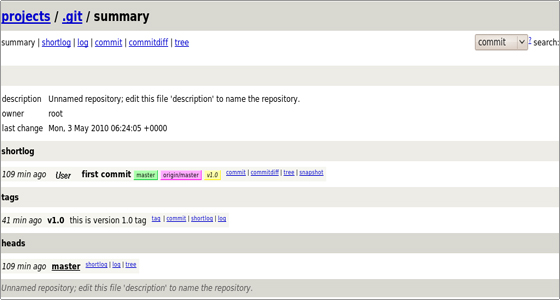 projects / .git / summary
summary | shortlog | log | commit | commitdiff | tree commit ? search:
description Unnamed repository; edit this file 'description' to name the repository.
owner root
last change Mon, 3 May 2010 06:24:05 +0000
shortlog
109 min ago User first commit master origin/master v1.0 commit | commitdiff | tree | snapshot
tags
41 min ago v1.0 this is version 1.0 tag tag | commit | shortlog | log
heads
109 min ago master shortlog | log | tree
Unnamed repository; edit this file 'description' to name the repository.